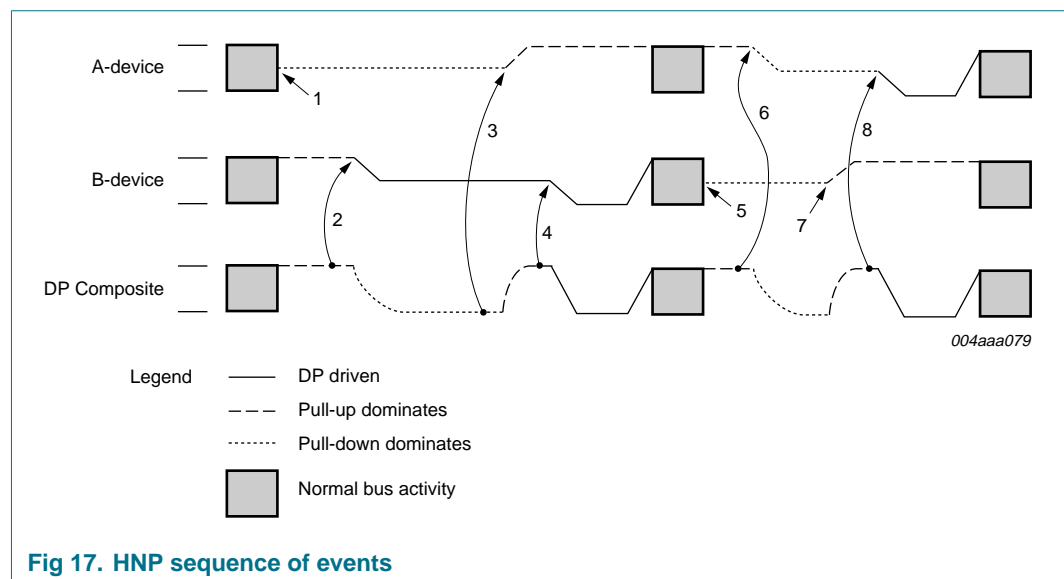 A-device
1
3
6
8
B-device
2
4
5
7
DP Composite
004aaa079
Legend
DP driven
Pull-up dominates
Pull-down dominates
Normal bus activity
Fig 17. HNP sequence of events